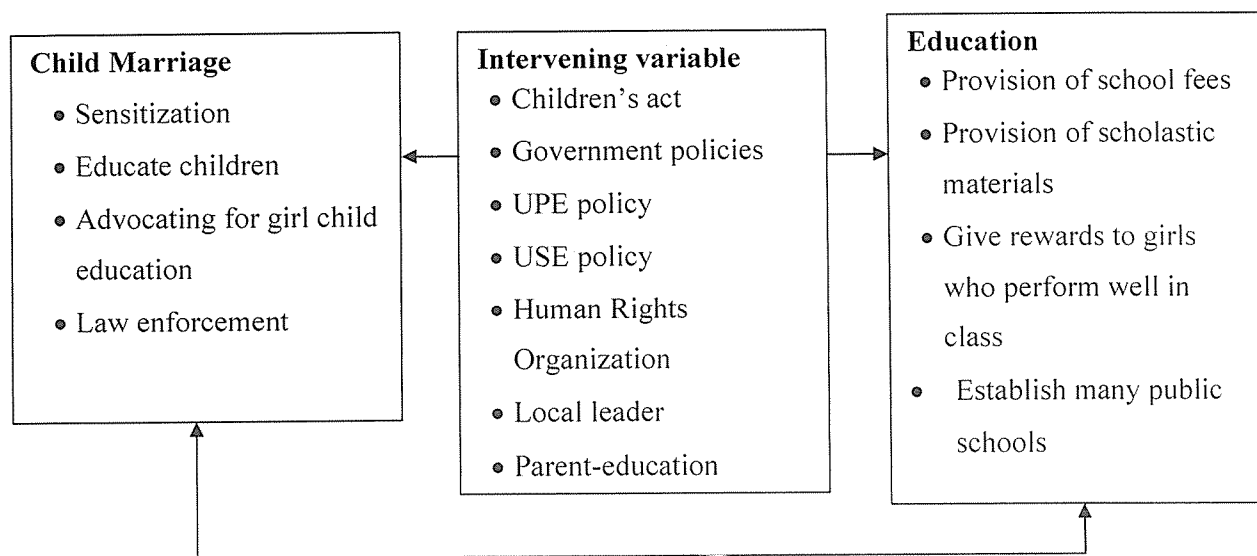 Child Marriage
• Sensitization
• Educate children
• Advocating for girl child
education
• Law enforcement
Intervening variable
• Children's act
• Government policies
• UPE policy
• USE policy
• Human Rights
Organization
• Local leader
• Parent-education
Education
• Provision of school fees
• Provision of scholastic
materials
• Give rewards to girls
who perform well in
class
• Establish many public
schools